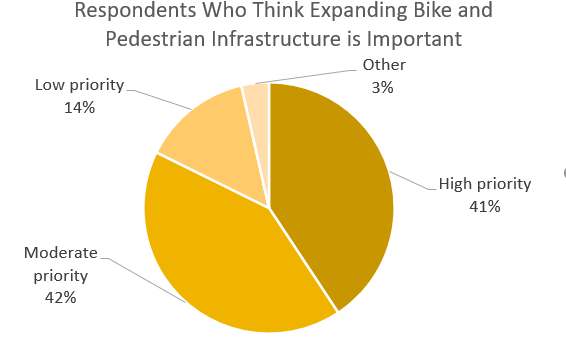 Respondents Who Think Expanding Bike and
Pedestrian Infrastructure is Important
Other
3%
Low priority
14%
High priority
41%
Moderate
priority
42%